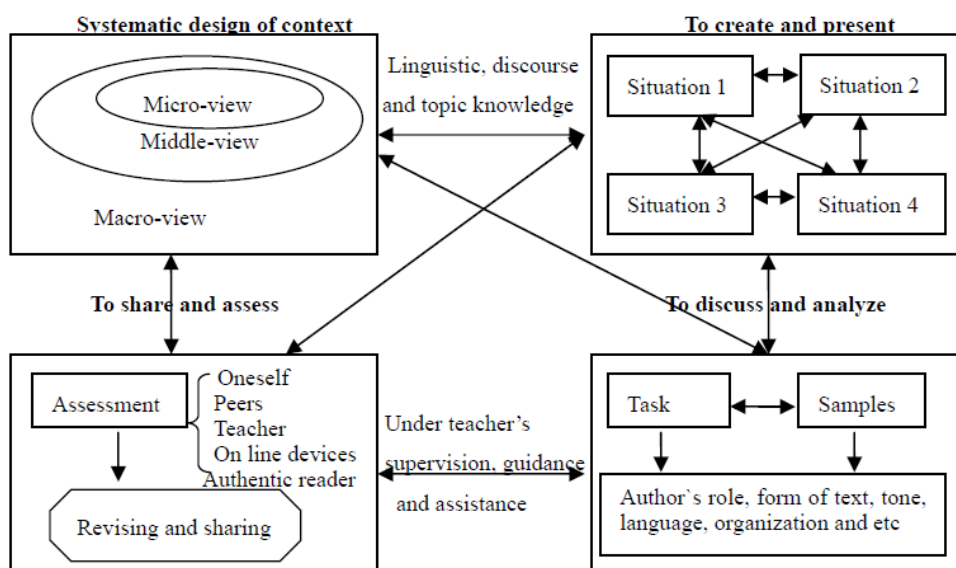 Systematic design of context
To create and present
Micro-view
Middle-view
Macro-view
Linguistic, discourse
and topic knowledge
Situation 1
Situation 2
Situation 3
Situation 4
To share and assess
To discuss and analyze
Assessment
Oneself
Peers
Teacher
On line devices
Authentic reader
Revising and sharing
Under teacher’s
supervision, guidance
and assistance
Task
Samples
Author`s role, form of text, tone,
language, organization and etc